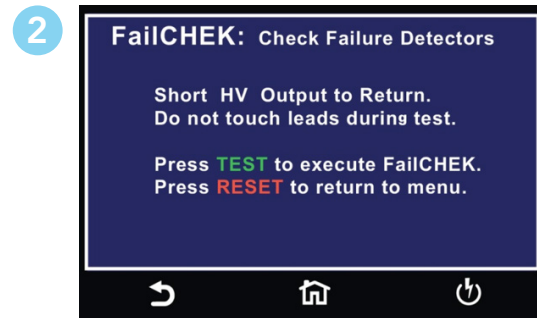 2
FailCHEK: Check Failure Detectors
Short HV Output to Return.
Do not touch leads during test.
Press TEST to execute FailCHEK.
Press RESET to return to menu.